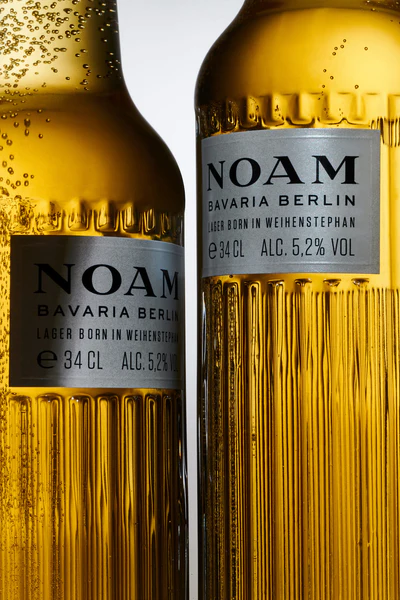 NOAM
BAVARIA BERLIN
LAGER BORN IN WEIHENSTEPHAN
℮ 34 CL ALC. 5,2% VOL
NOAM
BAVARIA BERLIN
LAGER BORN IN WEIHENSTEPHAN
℮ 34 CL ALC. 5,2% VOL